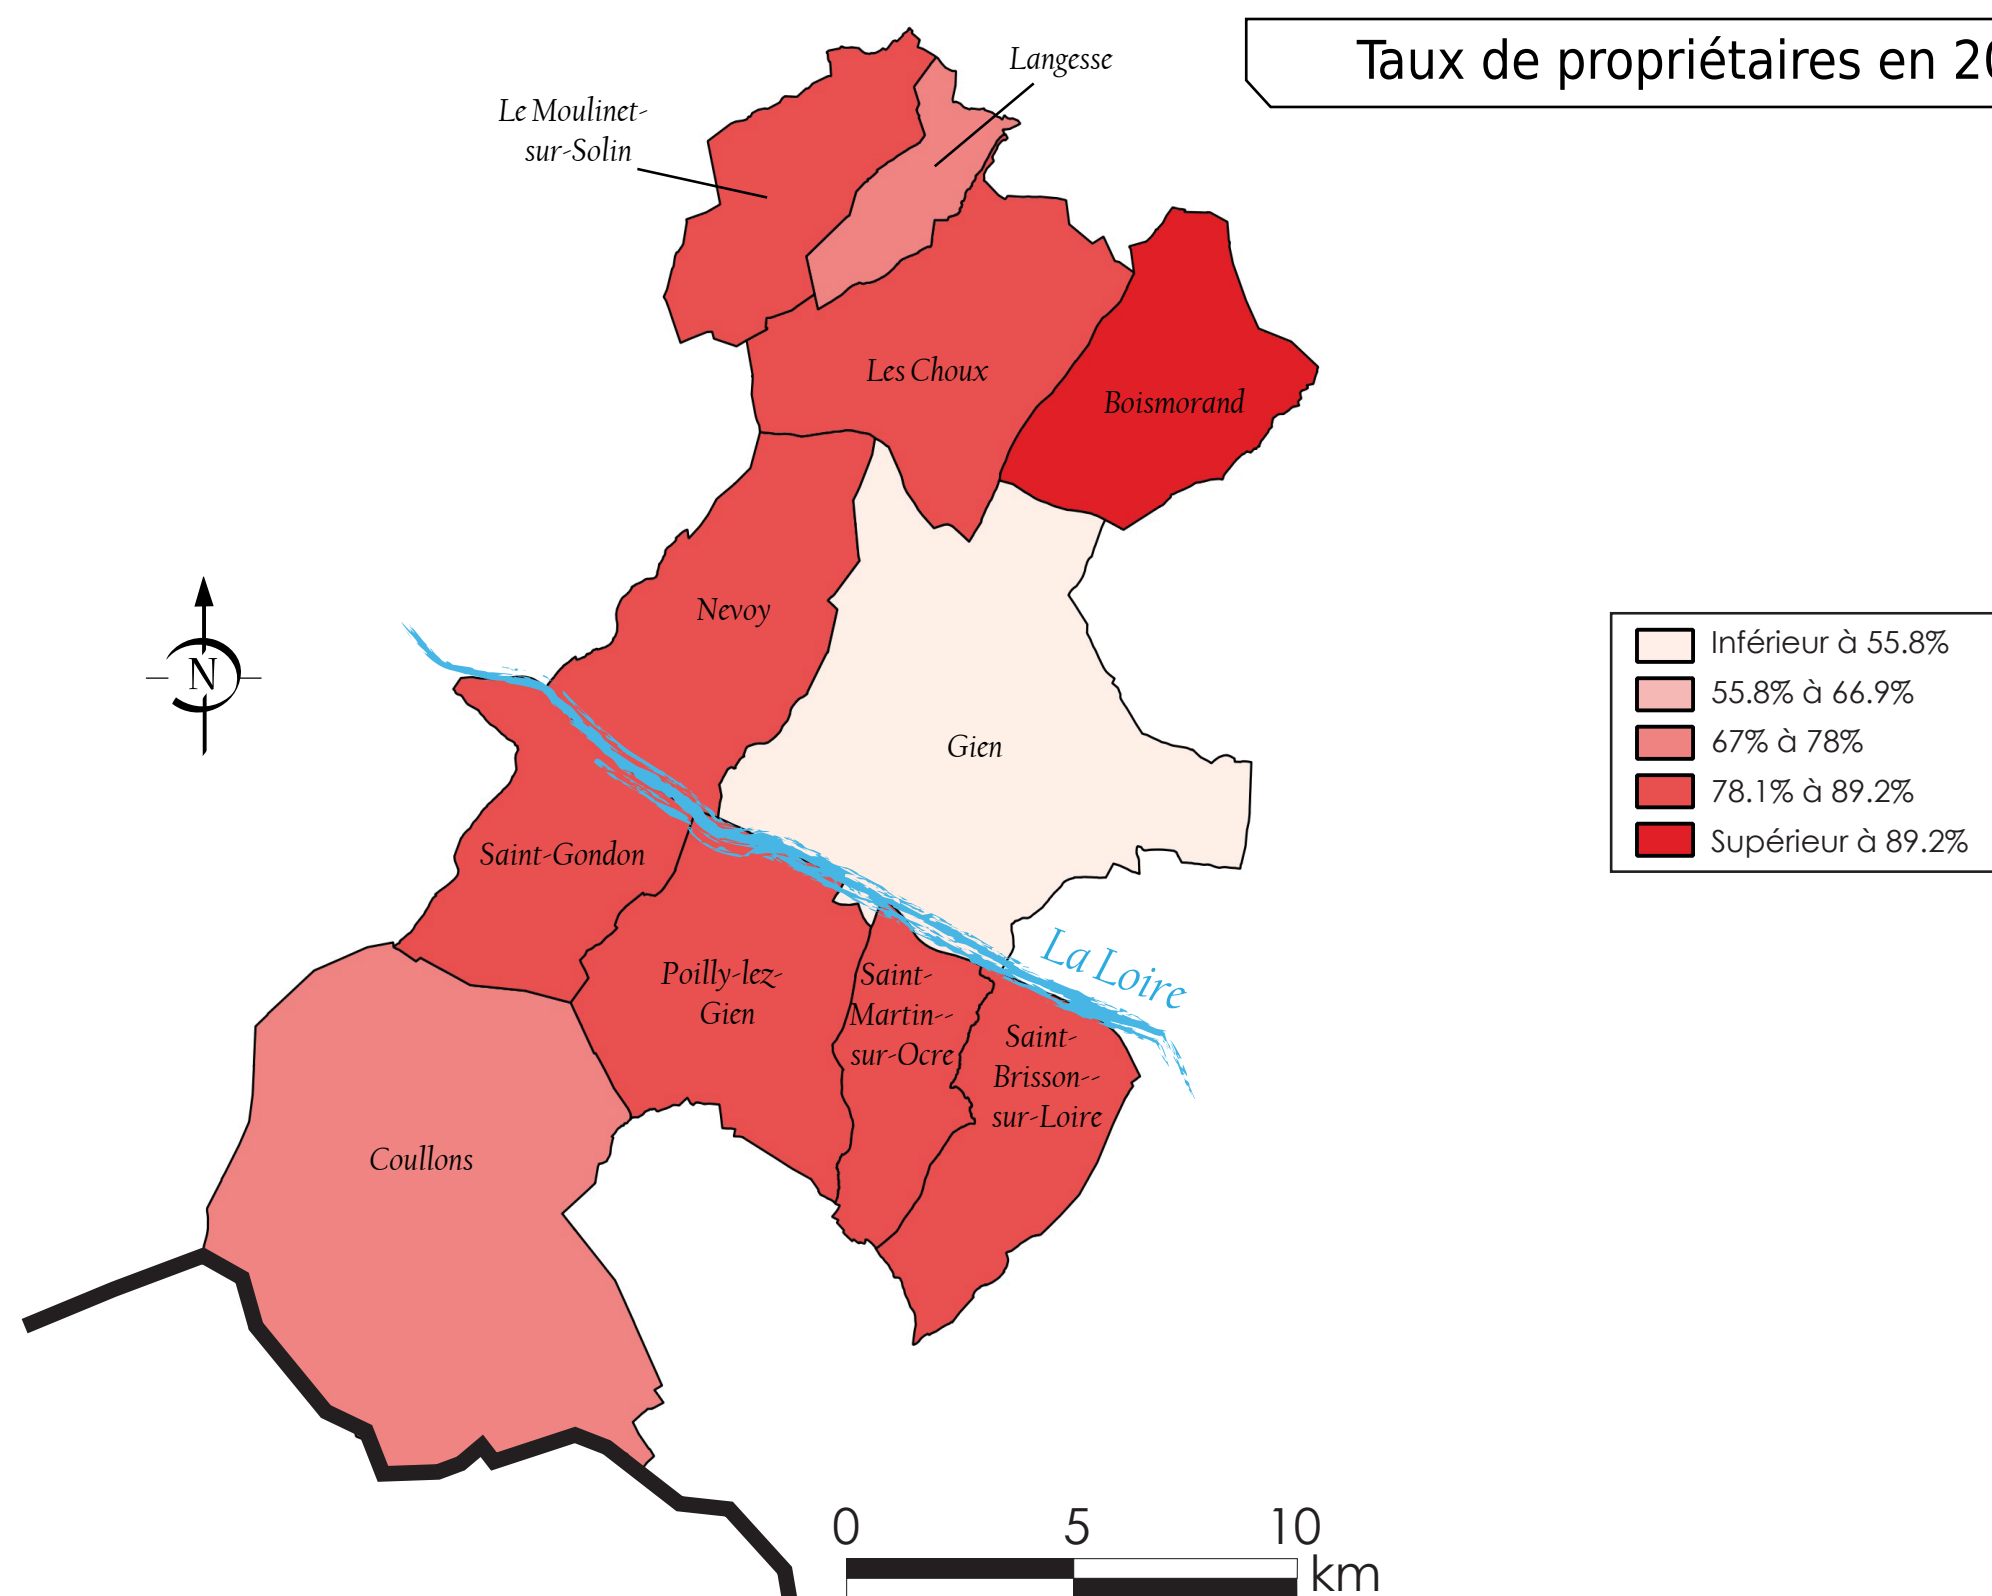 Taux de propriétaires en 20
Langesse
Le Moulinet-
sur-Solin
Les Choux
Boismorand
Nevoy
N
Gien
Inférieur à 55.8%
55.8% à 66.9%
67% à 78%
78.1% à 89.2%
Supérieur à 89.2%
Saint-Gondon
La Loire
Poilly-lez-
Gien
Saint-
Martin--
sur-Ocre
Saint-
Brisson--
sur-Loire
Coullons
0 5 10
km